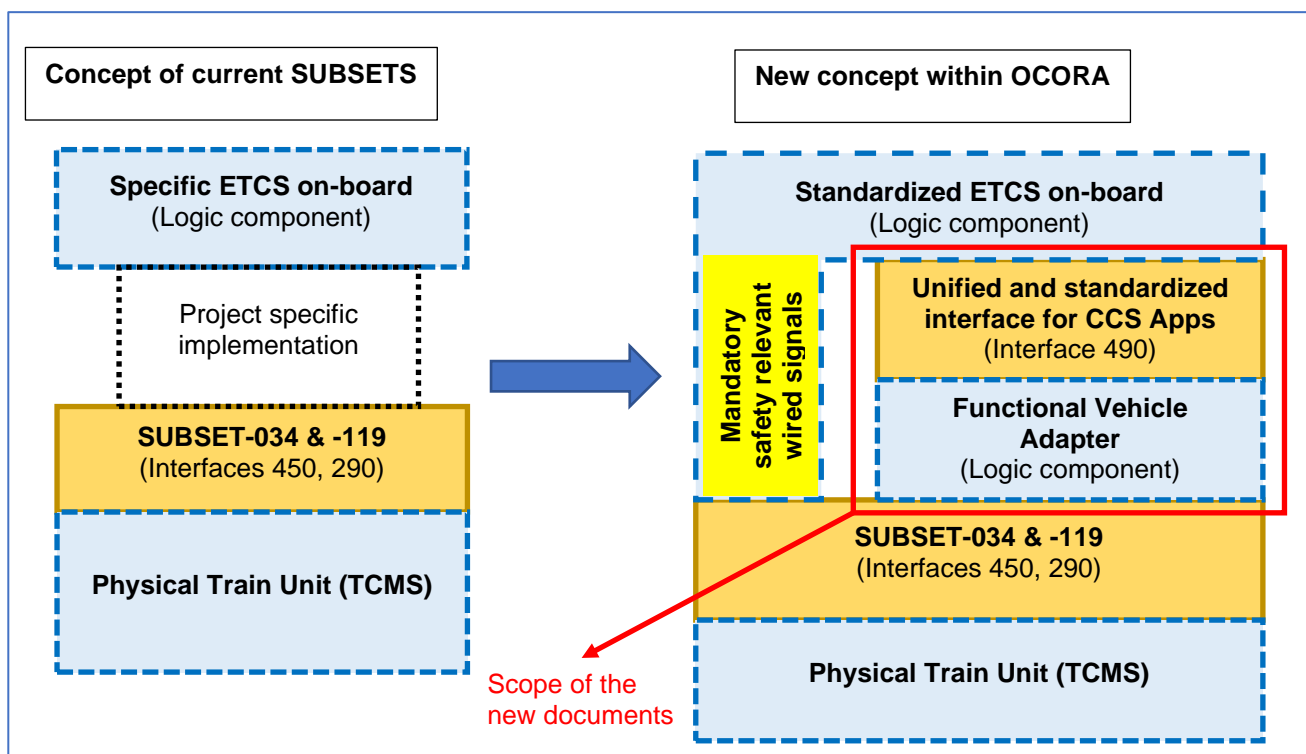 Concept of current SUBSETS
New concept within OCORA
Specific ETCS on-board
(Logic component)
Project specific
implementation
SUBSET-034 & -119
(Interfaces 450, 290)
Physical Train Unit (TCMS)
Standardized ETCS on-board
(Logic component)
Mandatory
safety relevant
wired signals
Unified and standardized
interface for CCS Apps
(Interface 490)
Functional Vehicle
Adapter
(Logic component)
SUBSET-034 & -119
(Interfaces 450, 290)
Physical Train Unit (TCMS)
Scope of the
new documents